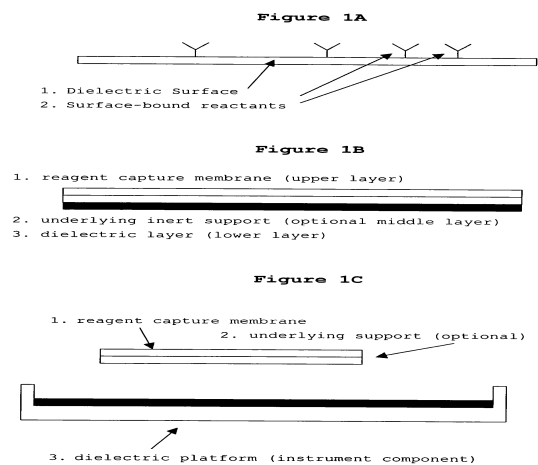 Figure 1A
1. Dielectric Surface
2. Surface-bound reactants
Figure 1B
1. reagent capture membrane (upper layer)
2. underlying inert support (optional middle layer)
3. dielectric layer (lower layer)
Figure 1C
1. reagent capture membrane
2. underlying support (optional)
3. dielectric platform (instrument component)